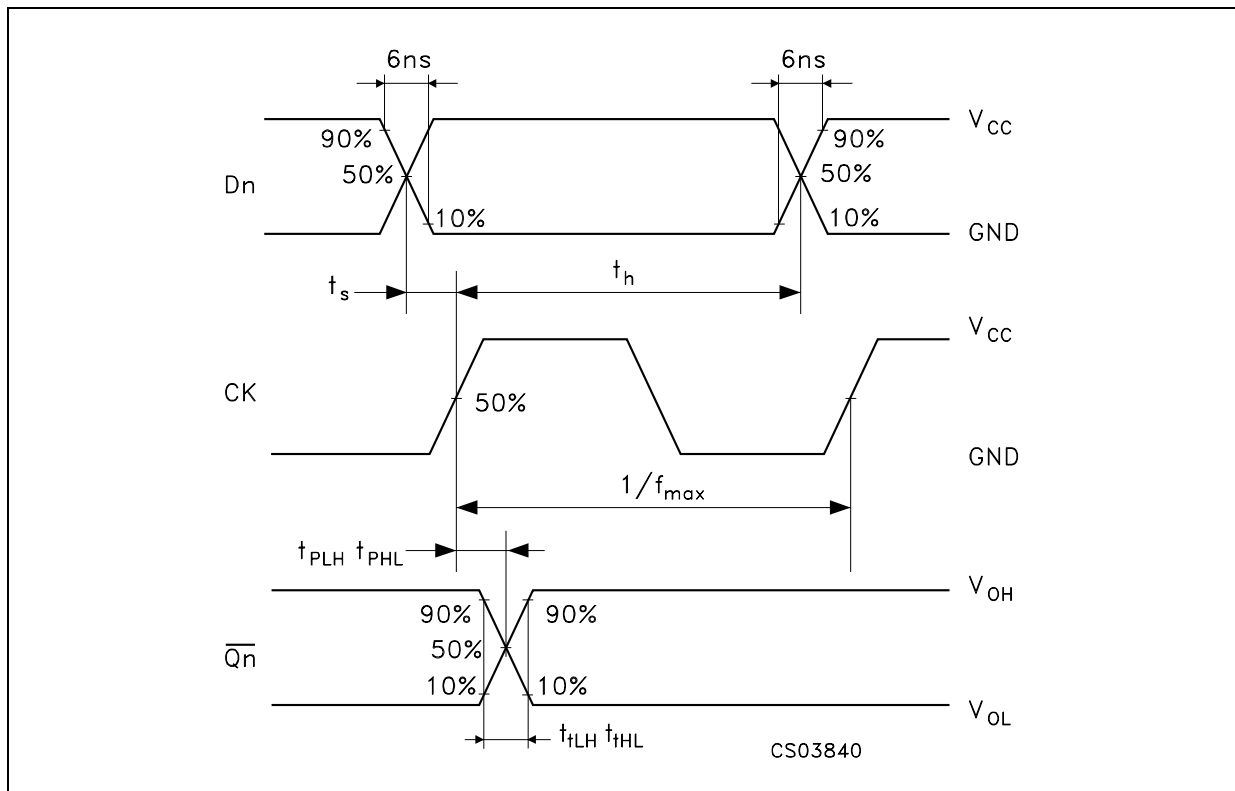 6ns 6ns
90% 90% V_CC
Dn 50% 50%
10% 10% GND
t_s t_h
V_CC
CK 50%
GND
1/f_max
t_PLH t_PHL
90% 90% V_OH
Q̅n̅ 50%
10% 10% V_OL
t_tLH t_tHL
CS03840